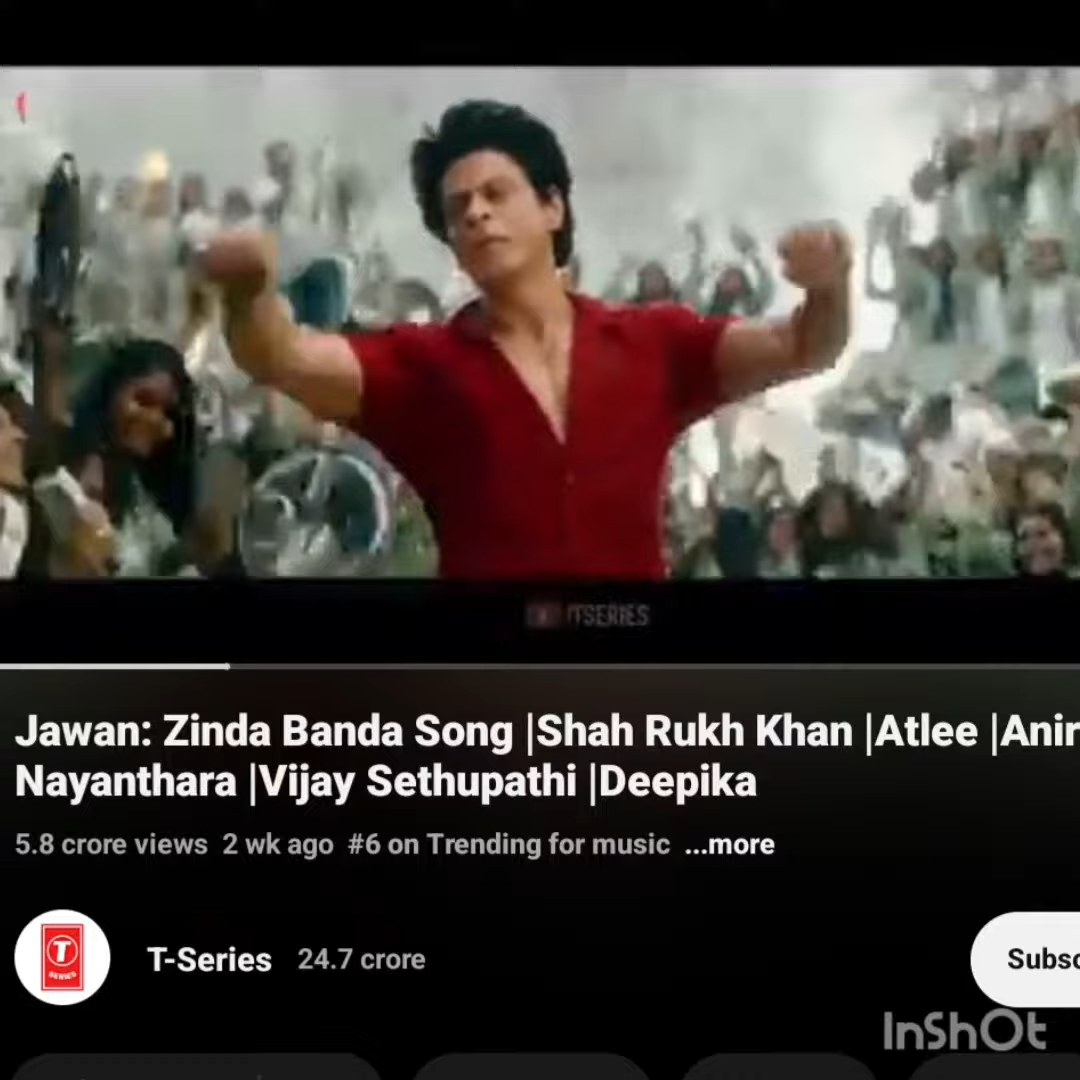 TSERIES
Jawan: Zinda Banda Song |Shah Rukh Khan |Atlee |Anir
Nayanthara |Vijay Sethupathi |Deepika
5.8 crore views 2 wk ago #6 on Trending for music ...more
T SERIES
T-Series 24.7 crore
Subsc
InShOt